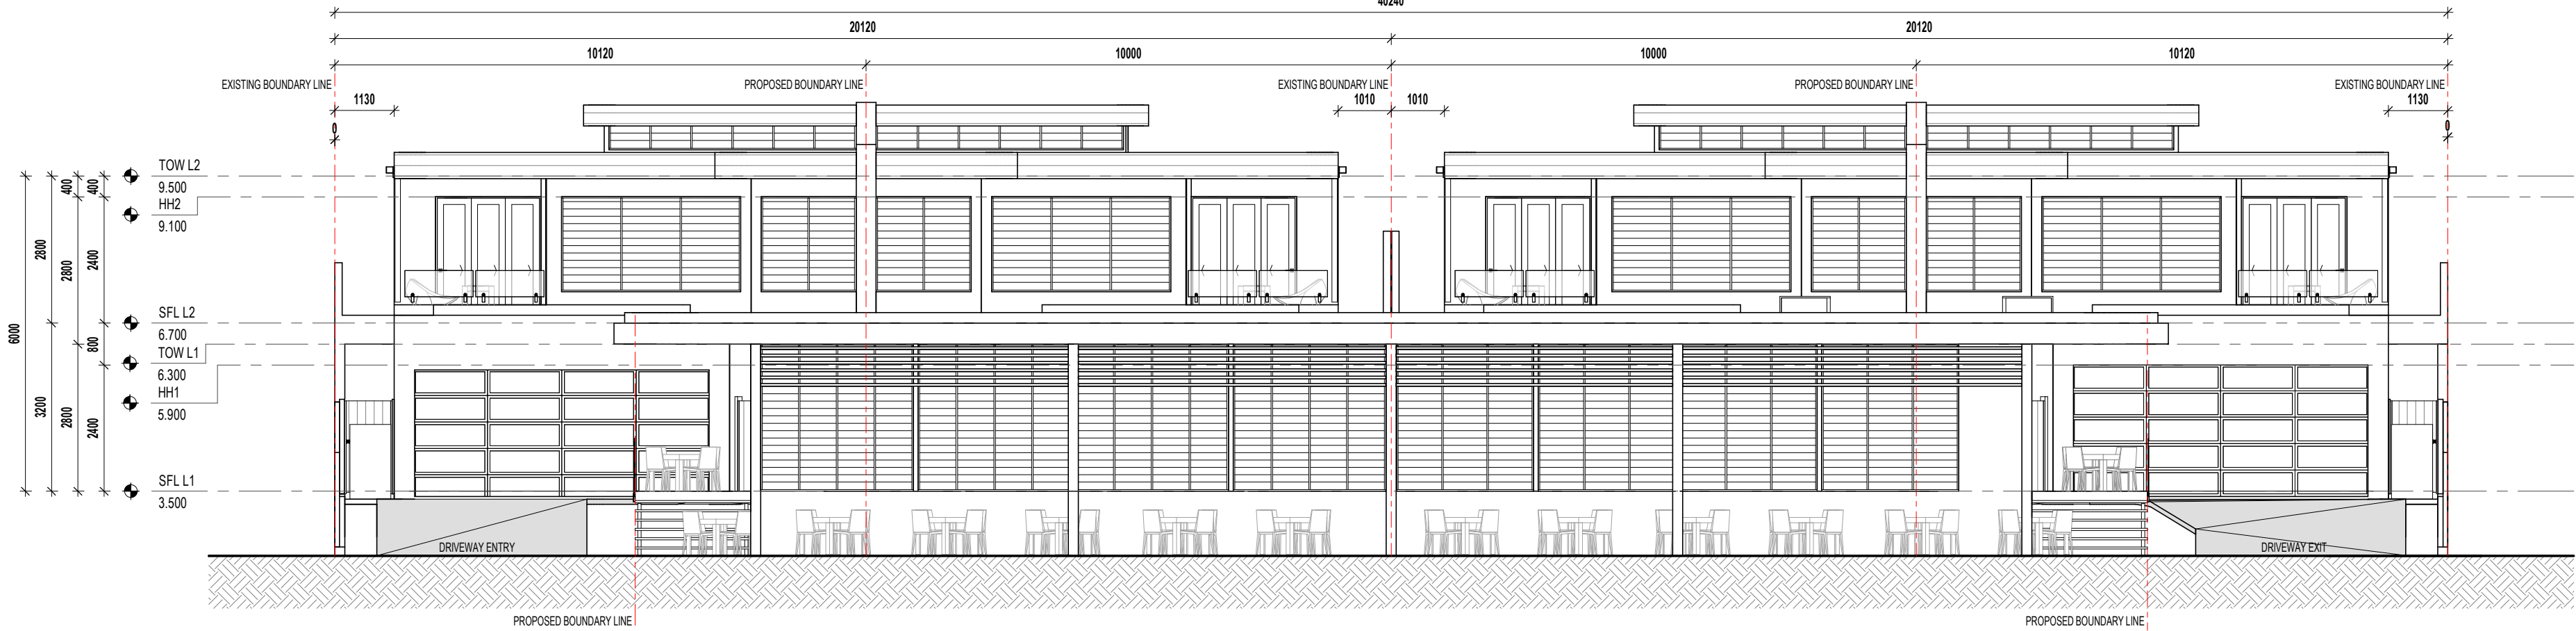 40240
20120
20120
10120
10000
10000
10120
EXISTING BOUNDARY LINE
PROPOSED BOUNDARY LINE
EXISTING BOUNDARY LINE
PROPOSED BOUNDARY LINE
EXISTING BOUNDARY LINE
1130
1010
1010
1130
0
0
TOW L2
9.500
HH2
9.100
SFL L2
6.700
TOW L1
6.300
HH1
5.900
SFL L1
3.500
6000
2800
3200
400
2800
800
2800
400
2400
2400
DRIVEWAY ENTRY
DRIVEWAY EXIT
PROPOSED BOUNDARY LINE
PROPOSED BOUNDARY LINE